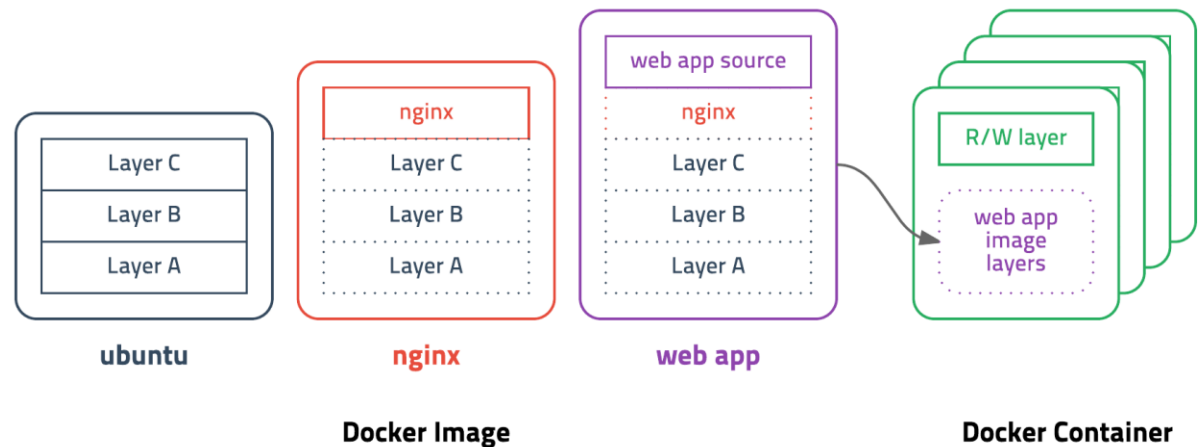 Layer C
Layer B
Layer A
ubuntu
nginx
Layer C
Layer B
Layer A
nginx
web app source
nginx
Layer C
Layer B
Layer A
web app
R/W layer
web app
image
layers
Docker Image
Docker Container